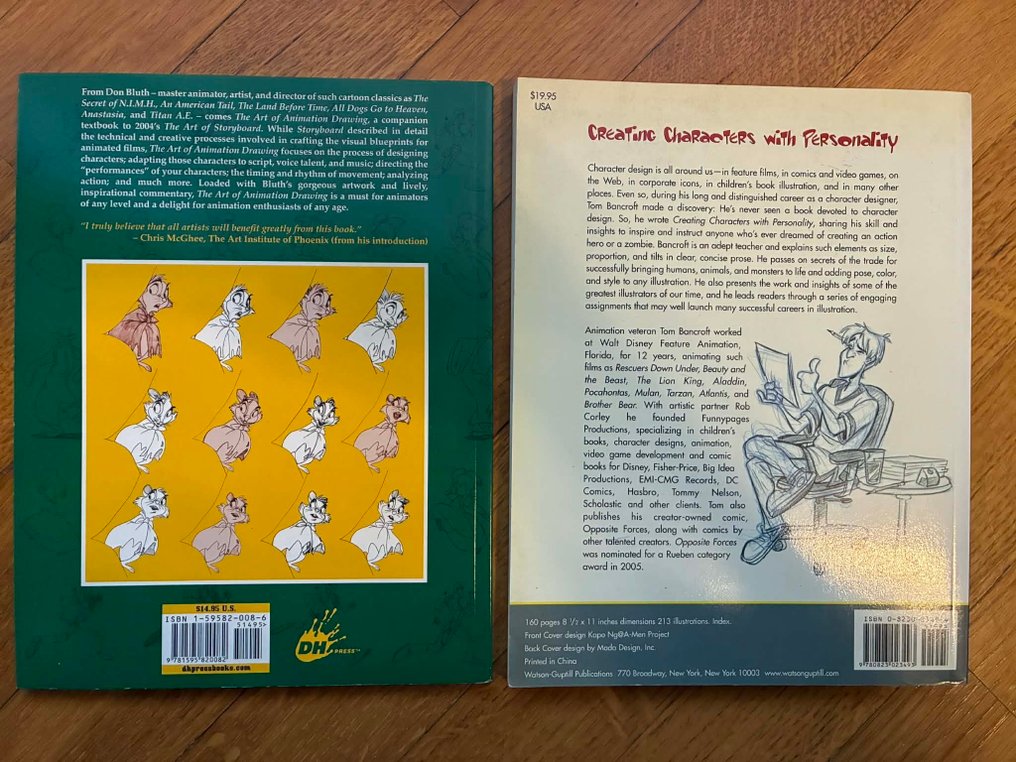 From Don Bluth – master animator, artist, and director of such cartoon classics as The
Secret of N.I.M.H., An American Tail, The Land Before Time, All Dogs Go to Heaven,
Anastasia, and Titan A.E. – comes The Art of Animation Drawing, a companion
textbook to 2004's The Art of Storyboard. While Storyboard described in detail
the technical and creative processes involved in crafting the visual blueprints for
animated films, The Art of Animation Drawing focuses on the process of designing
characters; adapting those characters to script, voice talent, and music; directing the
"performances" of your characters; the timing and rhythm of movement; analyzing
action; and much more. Loaded with Bluth's gorgeous artwork and lively,
inspirational commentary, The Art of Animation Drawing is a must for animators
of any level and a delight for animation enthusiasts of any age.
"I truly believe that all artists will benefit greatly from this book."
– Chris McGhee, The Art Institute of Phoenix (from his introduction)
$14.95 U.S.
ISBN 1-59582-008-6
51495>
9 781595 820082
dhpressbooks.com
DH PRESS™
$19.95
USA
Creating Characters with Personality
Character design is all around us—in feature films, in comics and video games, on
the Web, in corporate icons, in children's book illustration, and in many other
places. Even so, during his long and distinguished career as a character designer,
Tom Bancroft made a discovery: He's never seen a book devoted to character
design. So, he wrote Creating Characters with Personality, sharing his skill and
insights to inspire and instruct anyone who's ever dreamed of creating an action
hero or a zombie. Bancroft is an adept teacher and explains such elements as size,
proportion, and tilts in clear, concise prose. He passes on secrets of the trade for
successfully bringing humans, animals, and monsters to life and adding pose, color,
and style to any illustration. He also presents the work and insights of some of the
greatest illustrators of our time, and he leads readers through a series of engaging
assignments that may well launch many successful careers in illustration.
Animation veteran Tom Bancroft worked
at Walt Disney Feature Animation,
Florida, for 12 years, animating such
films as Rescuers Down Under, Beauty and
the Beast, The Lion King, Aladdin,
Pocahontas, Mulan, Tarzan, Atlantis, and
Brother Bear. With artistic partner Rob
Corley he founded Funnypages
Productions, specializing in children's
books, character designs, animation,
video game development and comic
books for Disney, Fisher-Price, Big Idea
Productions, EMI-CMG Records, DC
Comics, Hasbro, Tommy Nelson,
Scholastic and other clients. Tom also
publishes his creator-owned comic,
Opposite Forces, along with comics by
other talented creators. Opposite Forces
was nominated for a Rueben category
award in 2005.
160 pages 8 1/2 x 11 inches dimensions 213 illustrations. Index.
Front Cover design Kapo Ng@A-Men Project
Back Cover design by Mada Design, Inc.
Printed in China
Watson-Guptill Publications 770 Broadway, New York, New York 10003 www.watsonguptill.com
ISBN
9 780823 023493